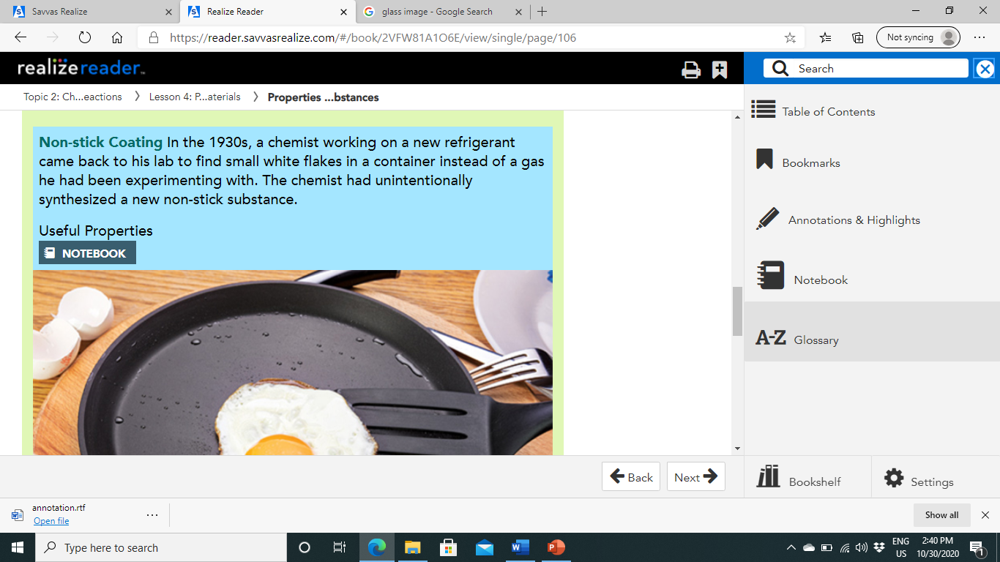 Savvas Realize
Realize Reader
glass image - Google Search
https://reader.savvasrealize.com/#/book/2VFW81A1O6E/view/single/page/106
Not syncing
realizereader™
Search
Topic 2: Ch...eactions
Lesson 4: P...aterials
Properties ...bstances
Non-stick Coating In the 1930s, a chemist working on a new refrigerant
came back to his lab to find small white flakes in a container instead of a gas
he had been experimenting with. The chemist had unintentionally
synthesized a new non-stick substance.
Useful Properties
NOTEBOOK
Table of Contents
Bookmarks
Annotations & Highlights
Notebook
A-Z Glossary
Back
Next
Bookshelf
Settings
annotation.rtf
Open file
Show all
Type here to search
ENG
US
2:40 PM
10/30/2020
1